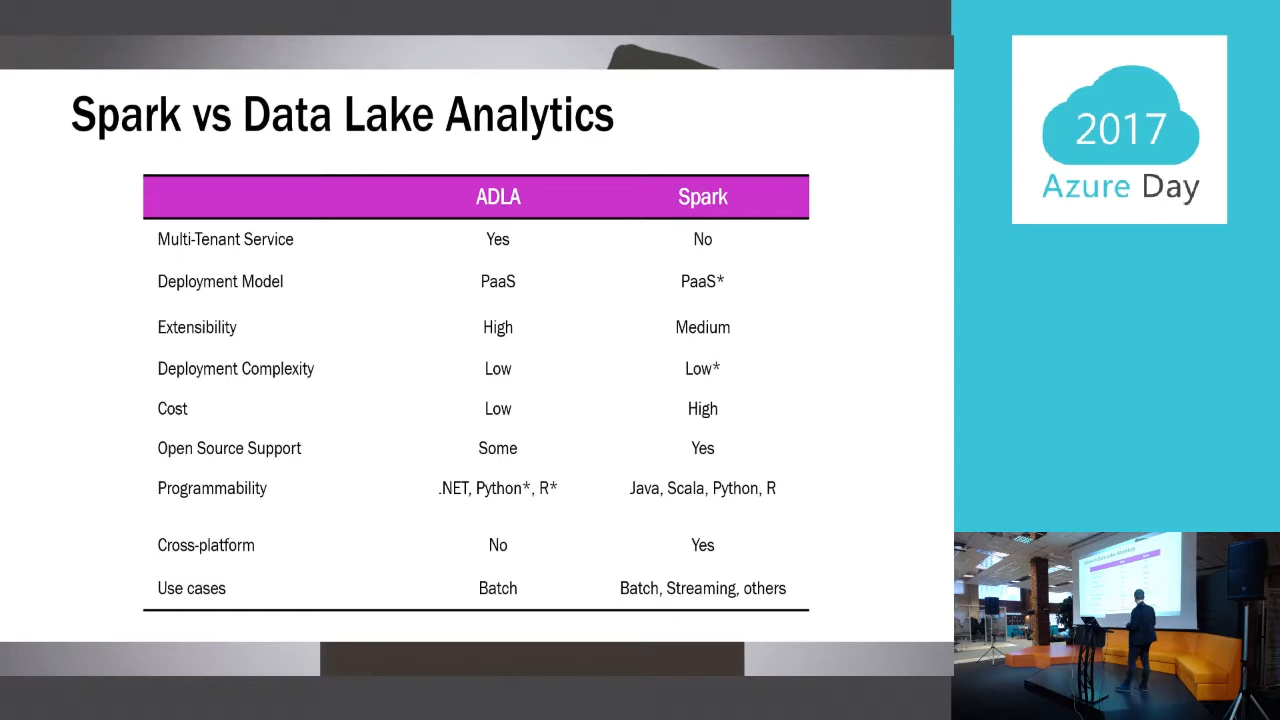 Spark vs Data Lake Analytics
ADLA Spark
Multi-Tenant Service Yes No
Deployment Model PaaS PaaS*
Extensibility High Medium
Deployment Complexity Low Low*
Cost Low High
Open Source Support Some Yes
Programmability .NET, Python*, R* Java, Scala, Python, R
Cross-platform No Yes
Use cases Batch Batch, Streaming, others
2017
Azure Day